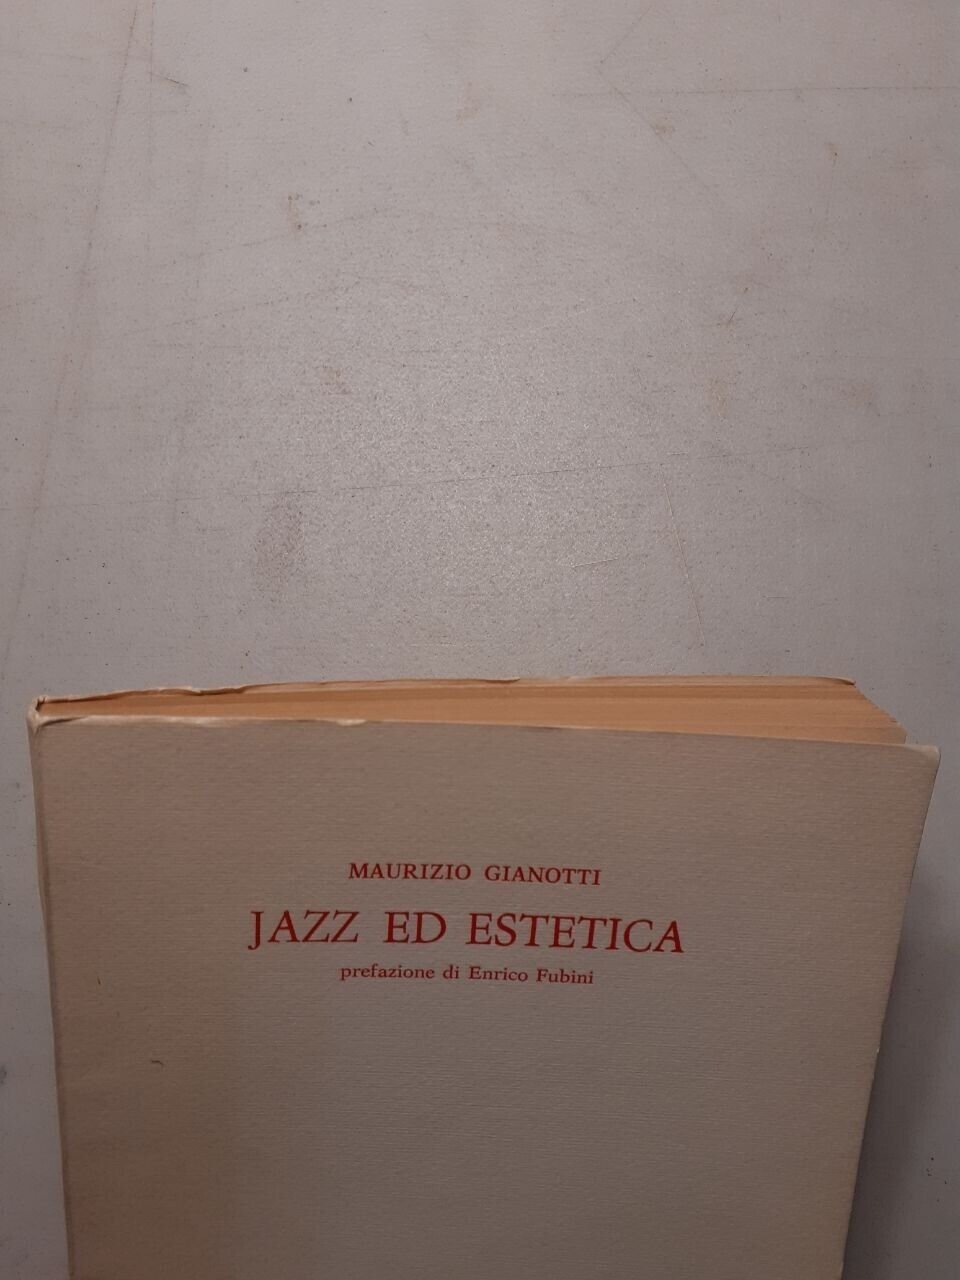 MAURIZIO GIANOTTI
JAZZ ED ESTETICA
prefazione di Enrico Fubini